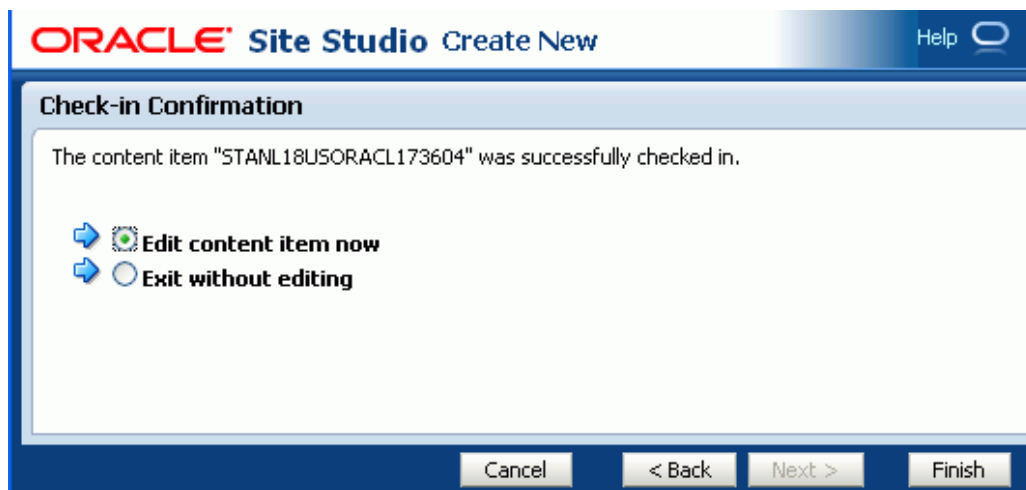 ORACLE Site Studio Create New Help
Check-in Confirmation
The content item "STANL18USORACL173604" was successfully checked in.
Edit content item now
Exit without editing
Cancel < Back Next > Finish